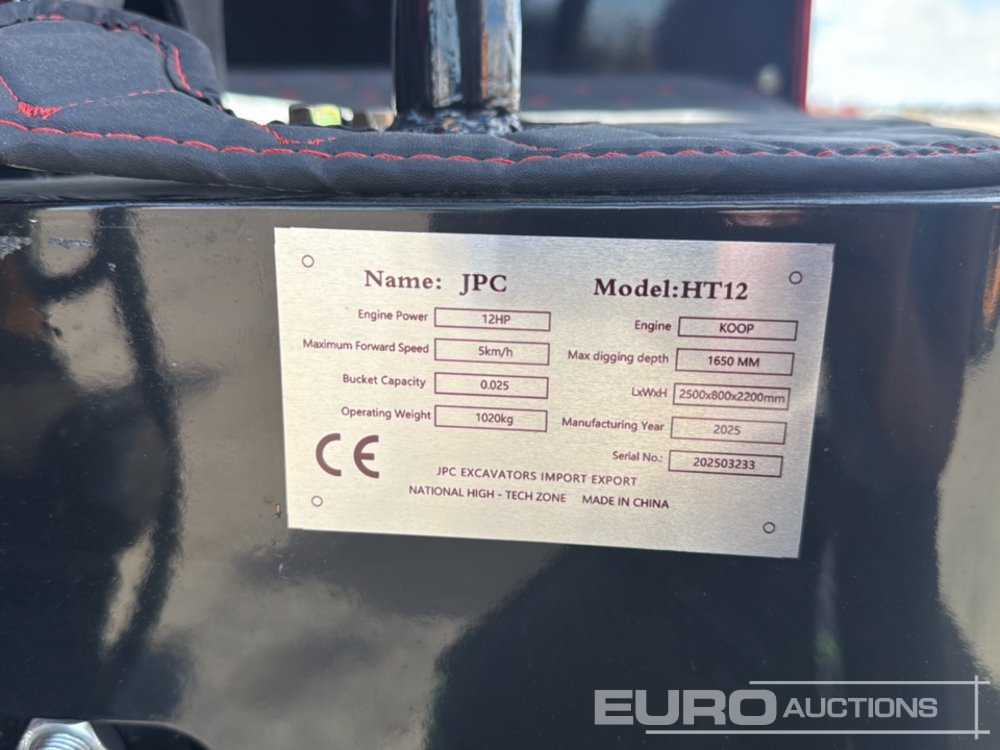 Name: JPC
Model:HT12
Engine Power 12HP
Maximum Forward Speed 5km/h
Bucket Capacity 0.025
Operating Weight 1020kg
Engine KOOP
Max digging depth 1650 MM
LxWxH 2500x800x2200mm
Manufacturing Year 2025
Serial No.: 202503233
CE
JPC EXCAVATORS IMPORT EXPORT
NATIONAL HIGH - TECH ZONE MADE IN CHINA
EURO AUCTIONS